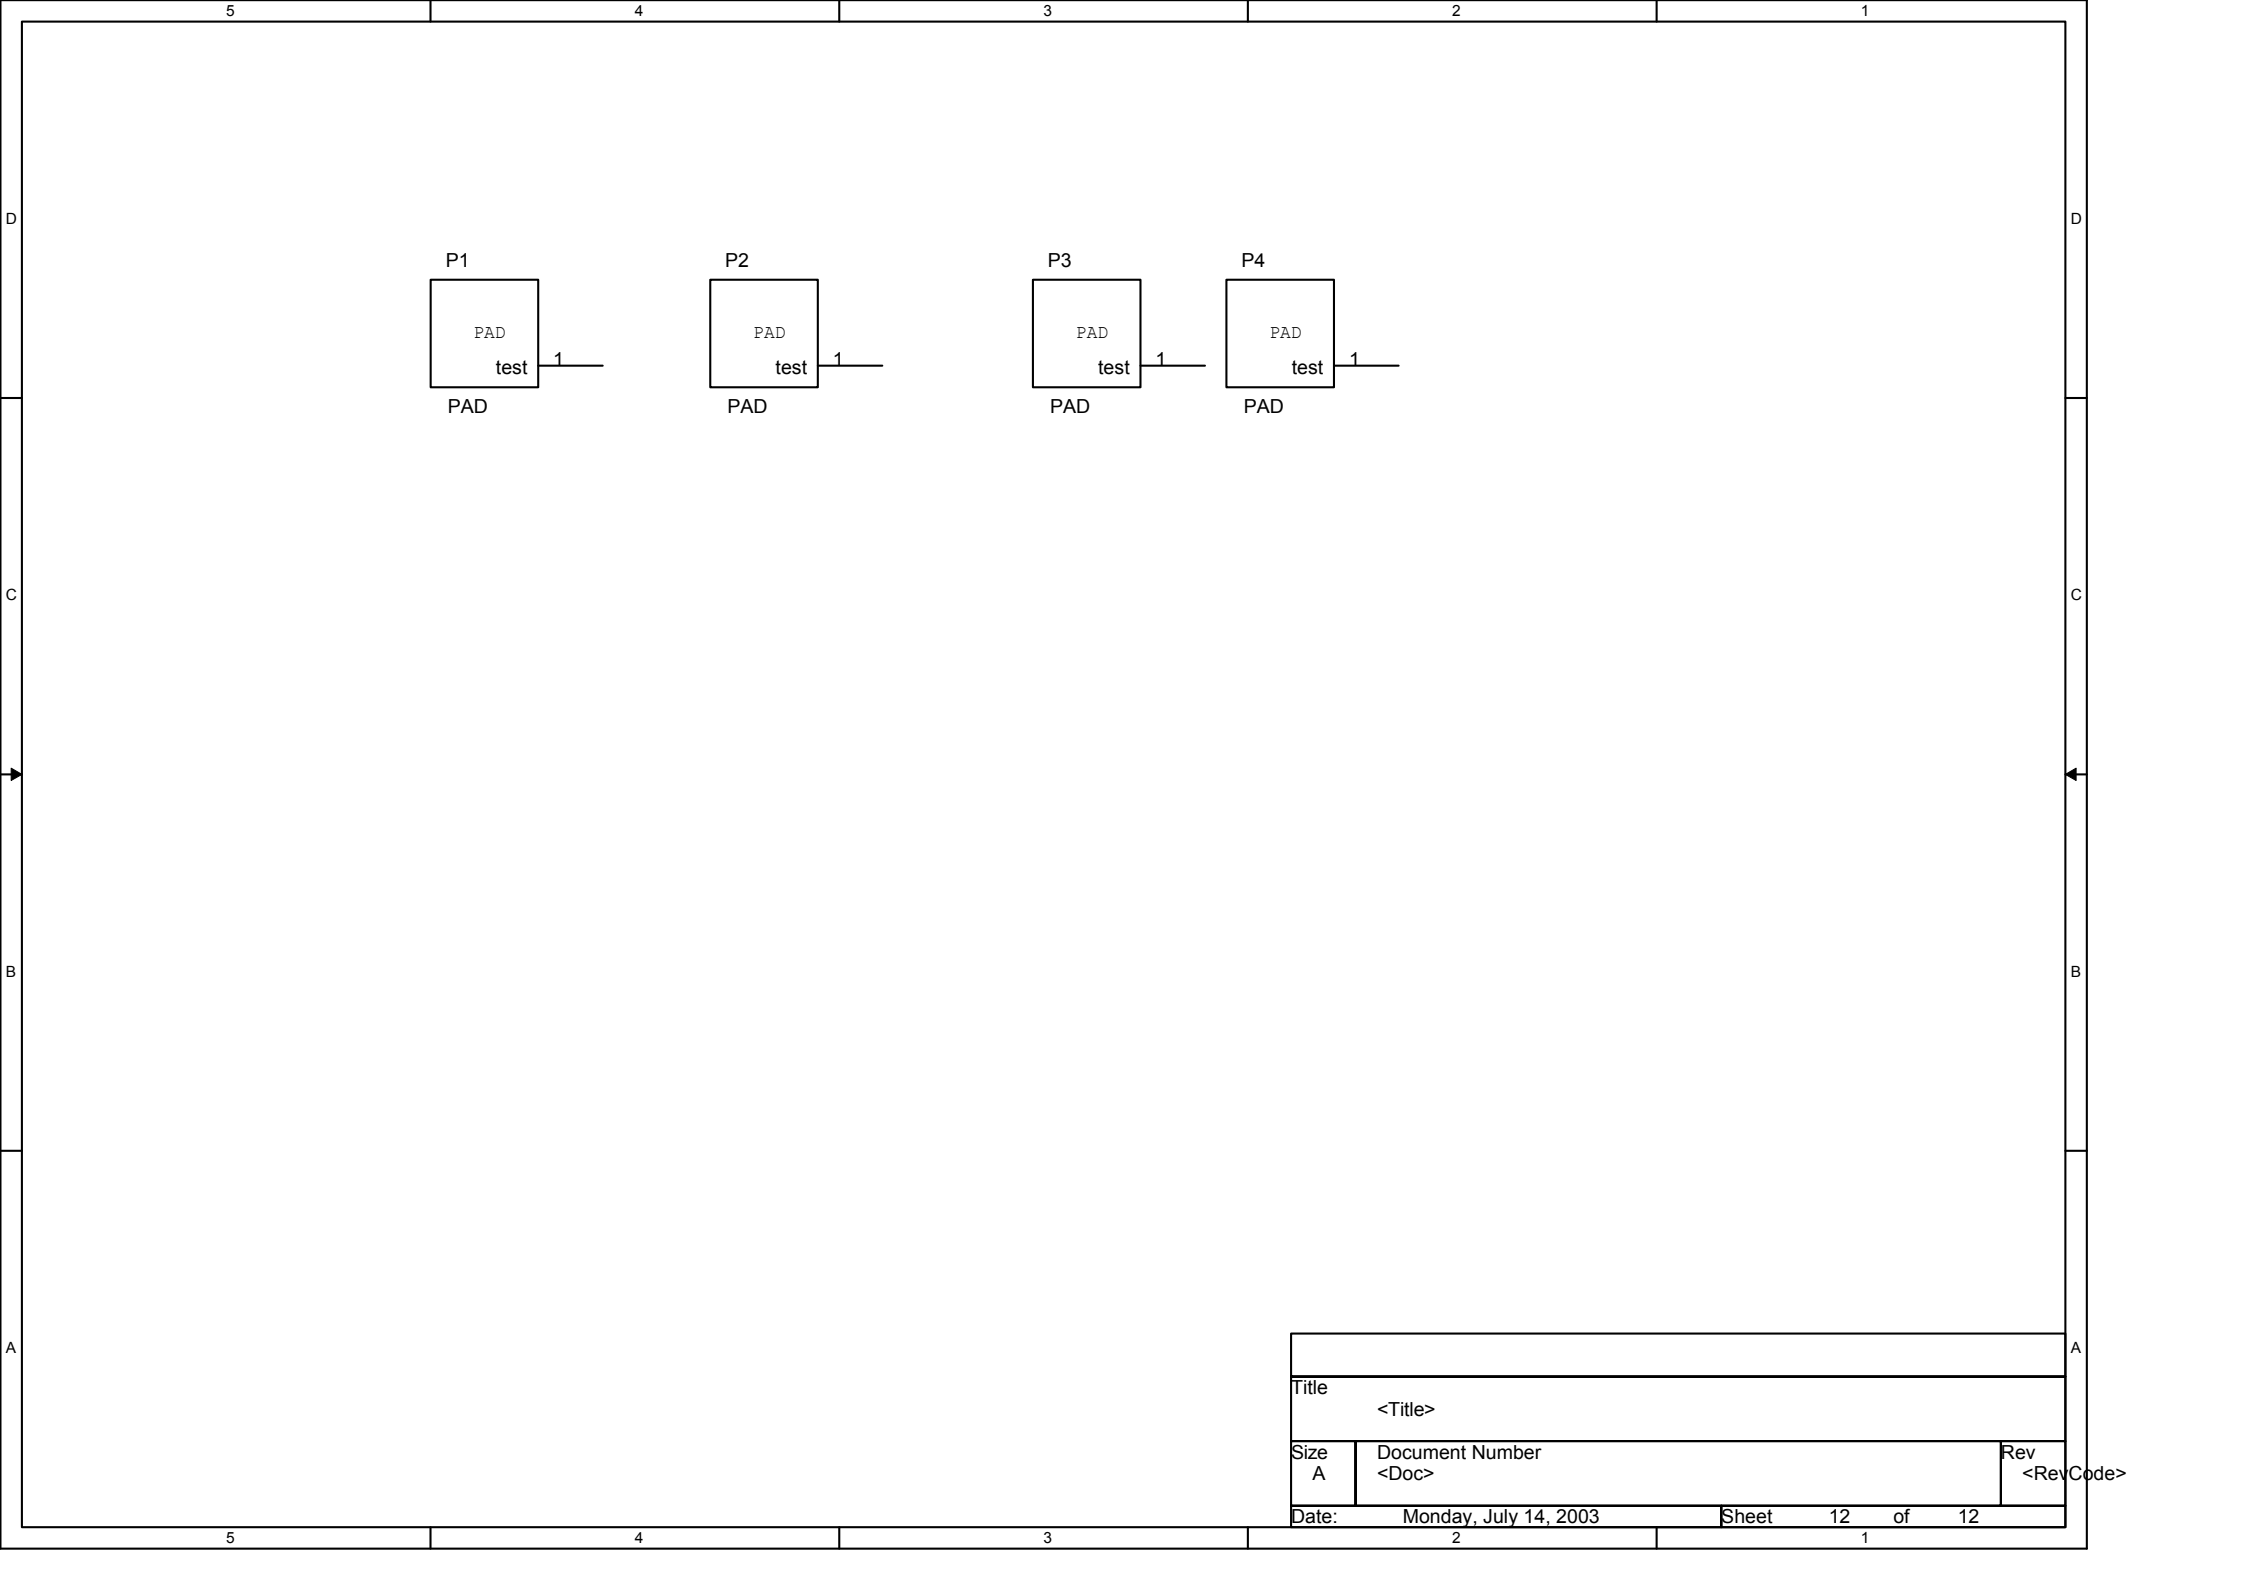 5 4 3 2 1
D D
P1 P2 P3 P4
PAD PAD PAD PAD
1 1 1 1
test test test test
PAD PAD PAD PAD
C C
B B
A A
Title
<Title>
Size Document Number Rev
A <Doc> <RevCode>
Date: Monday, July 14, 2003 Sheet 12 of 12
5 4 3 2 1